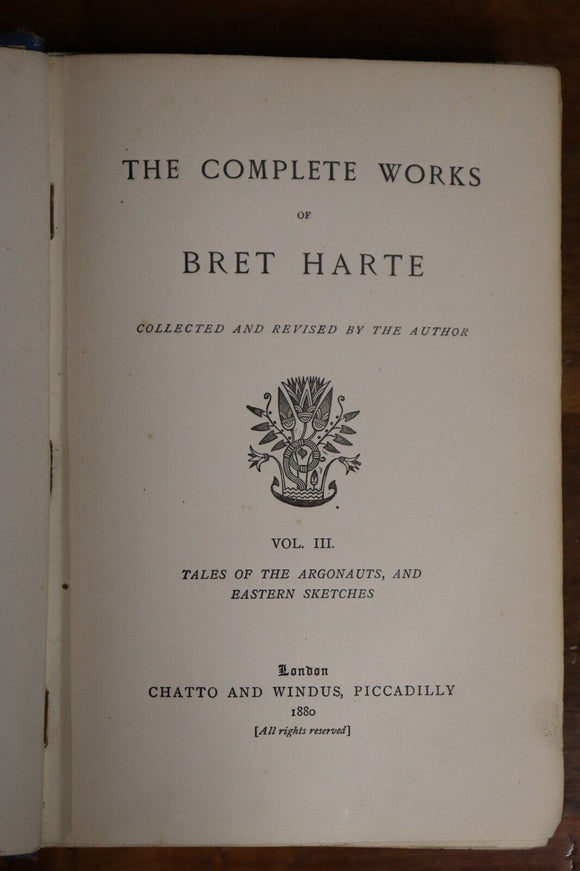 THE COMPLETE WORKS
OF
BRET HARTE
COLLECTED AND REVISED BY THE AUTHOR
VOL. III.
TALES OF THE ARGONAUTS, AND
EASTERN SKETCHES
London
CHATTO AND WINDUS, PICCADILLY
1880
[All rights reserved]